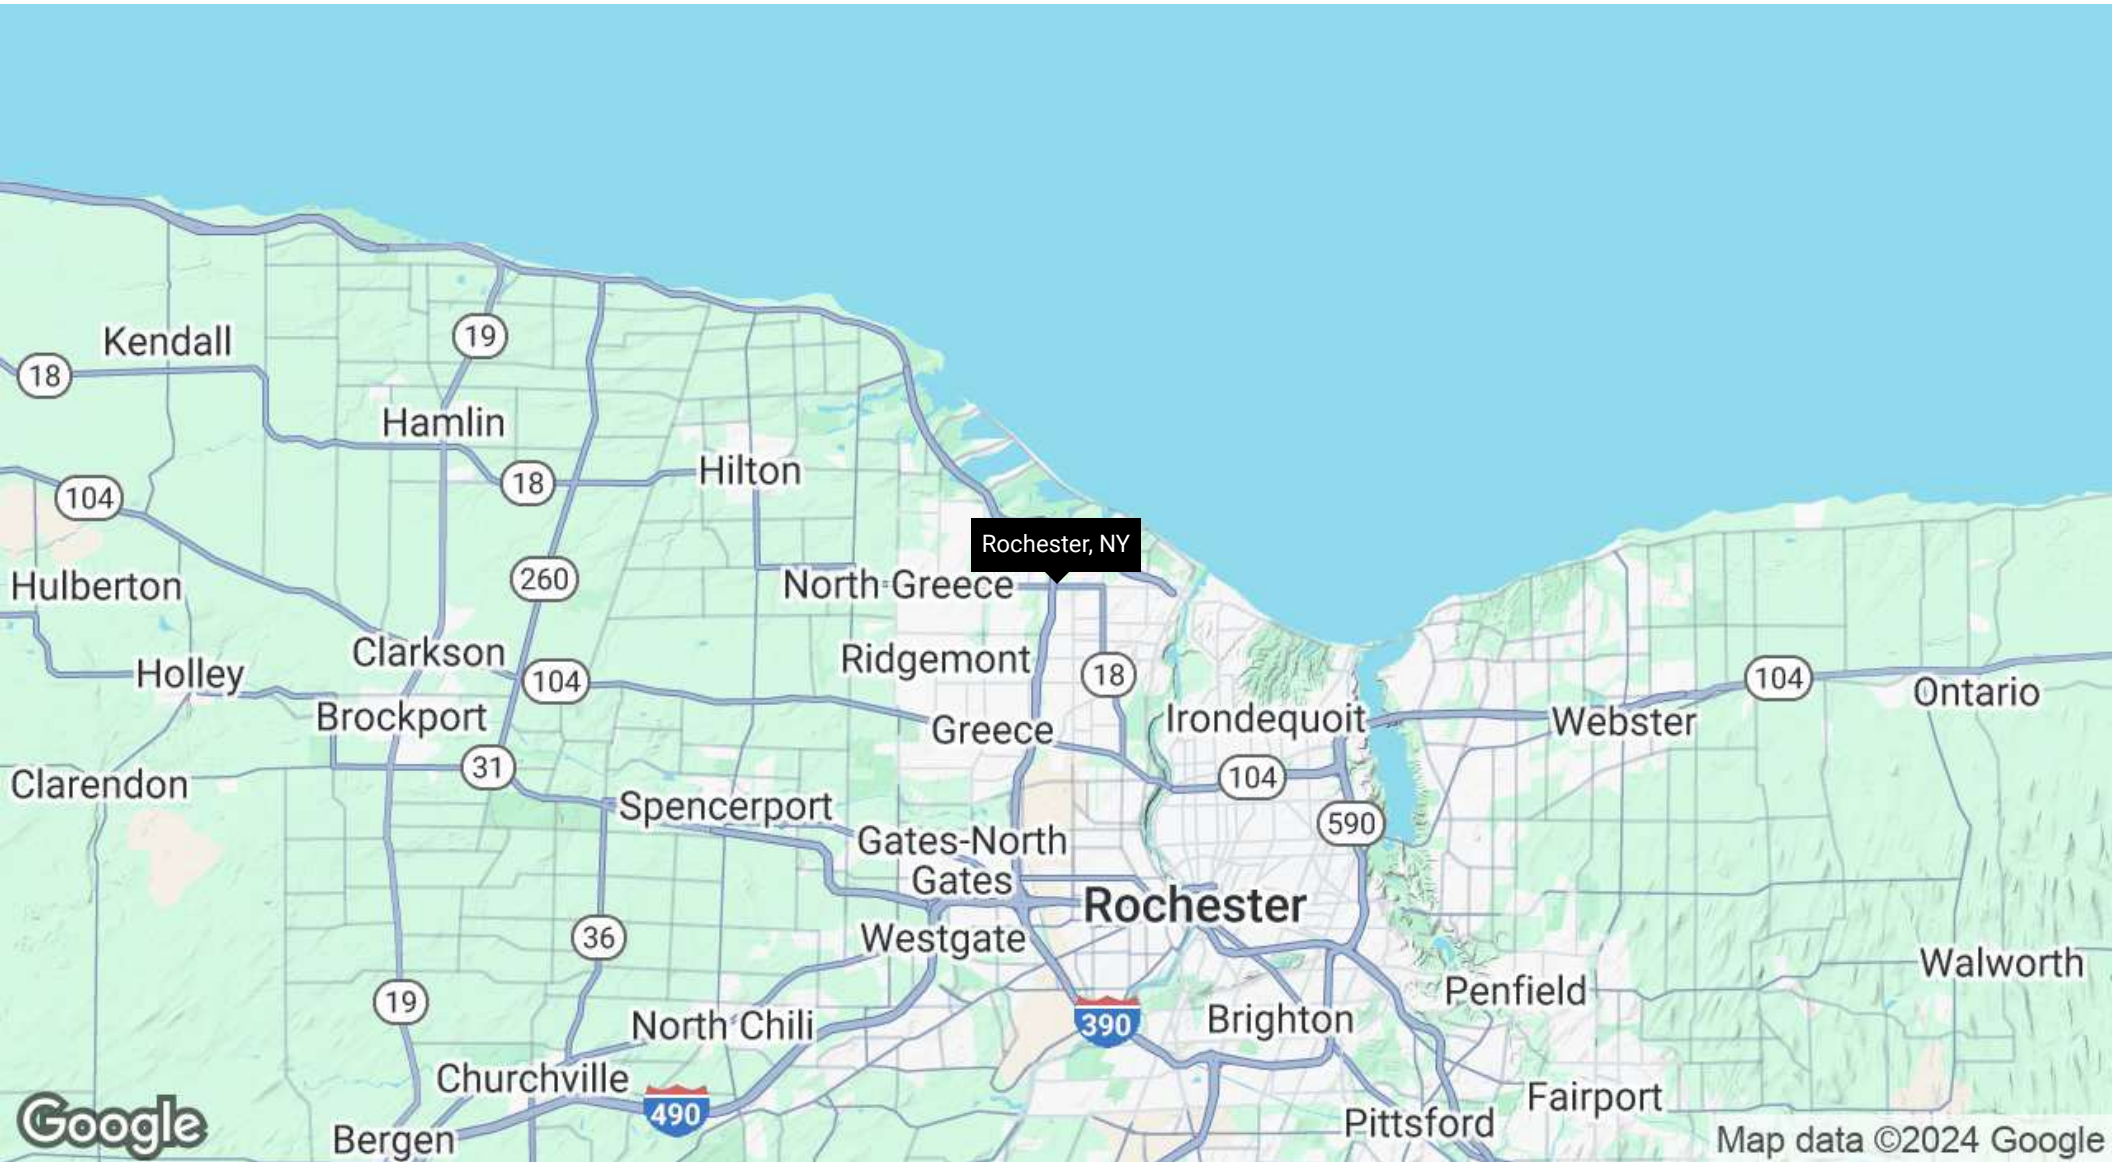 Kendall
19
18
Hamlin
Hilton
18
104
Rochester, NY
260
North Greece
Hulberton
Clarkson
Ridgemont
Holley
104
18
104
Ontario
Brockport
Greece
Irondequoit
Webster
31
104
Clarendon
Spencerport
590
Gates-North
Gates
Rochester
36
Westgate
Walworth
19
Penfield
North Chili
390
Brighton
Churchville
490
Fairport
Google
Bergen
Pittsford
Map data ©2024 Google